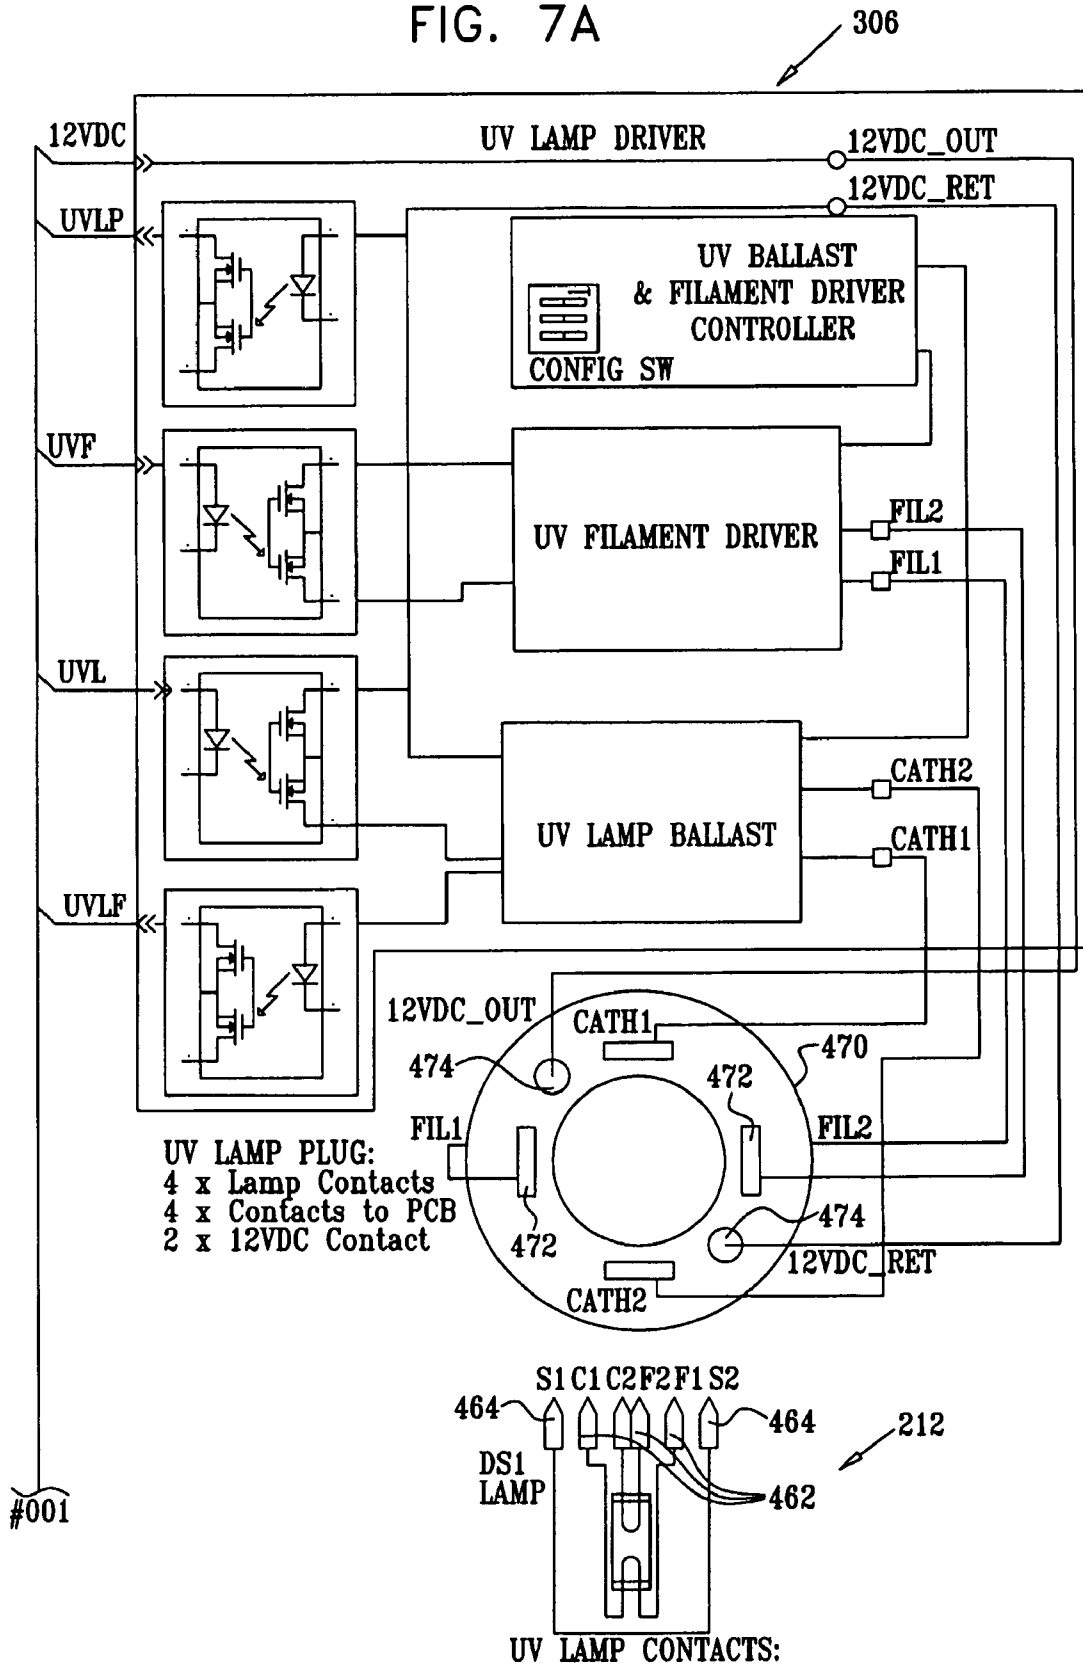 FIG. 7A
306
12VDC
UV LAMP DRIVER
12VDC_OUT
UVLP
12VDC_RET
UV BALLAST
& FILAMENT DRIVER
CONTROLLER
CONFIG SW
UVF
UV FILAMENT DRIVER
FIL2
FIL1
UVL
UV LAMP BALLAST
CATH2
CATH1
UVLF
12VDC_OUT
CATH1
470
474
472
FIL1
FIL2
UV LAMP PLUG:
4 x Lamp Contacts
4 x Contacts to PCB
2 x 12VDC Contact
472
474
12VDC_RET
CATH2
S1 C1 C2 F2 F1 S2
464
464
212
DS1
LAMP
462
#001
UV LAMP CONTACTS: